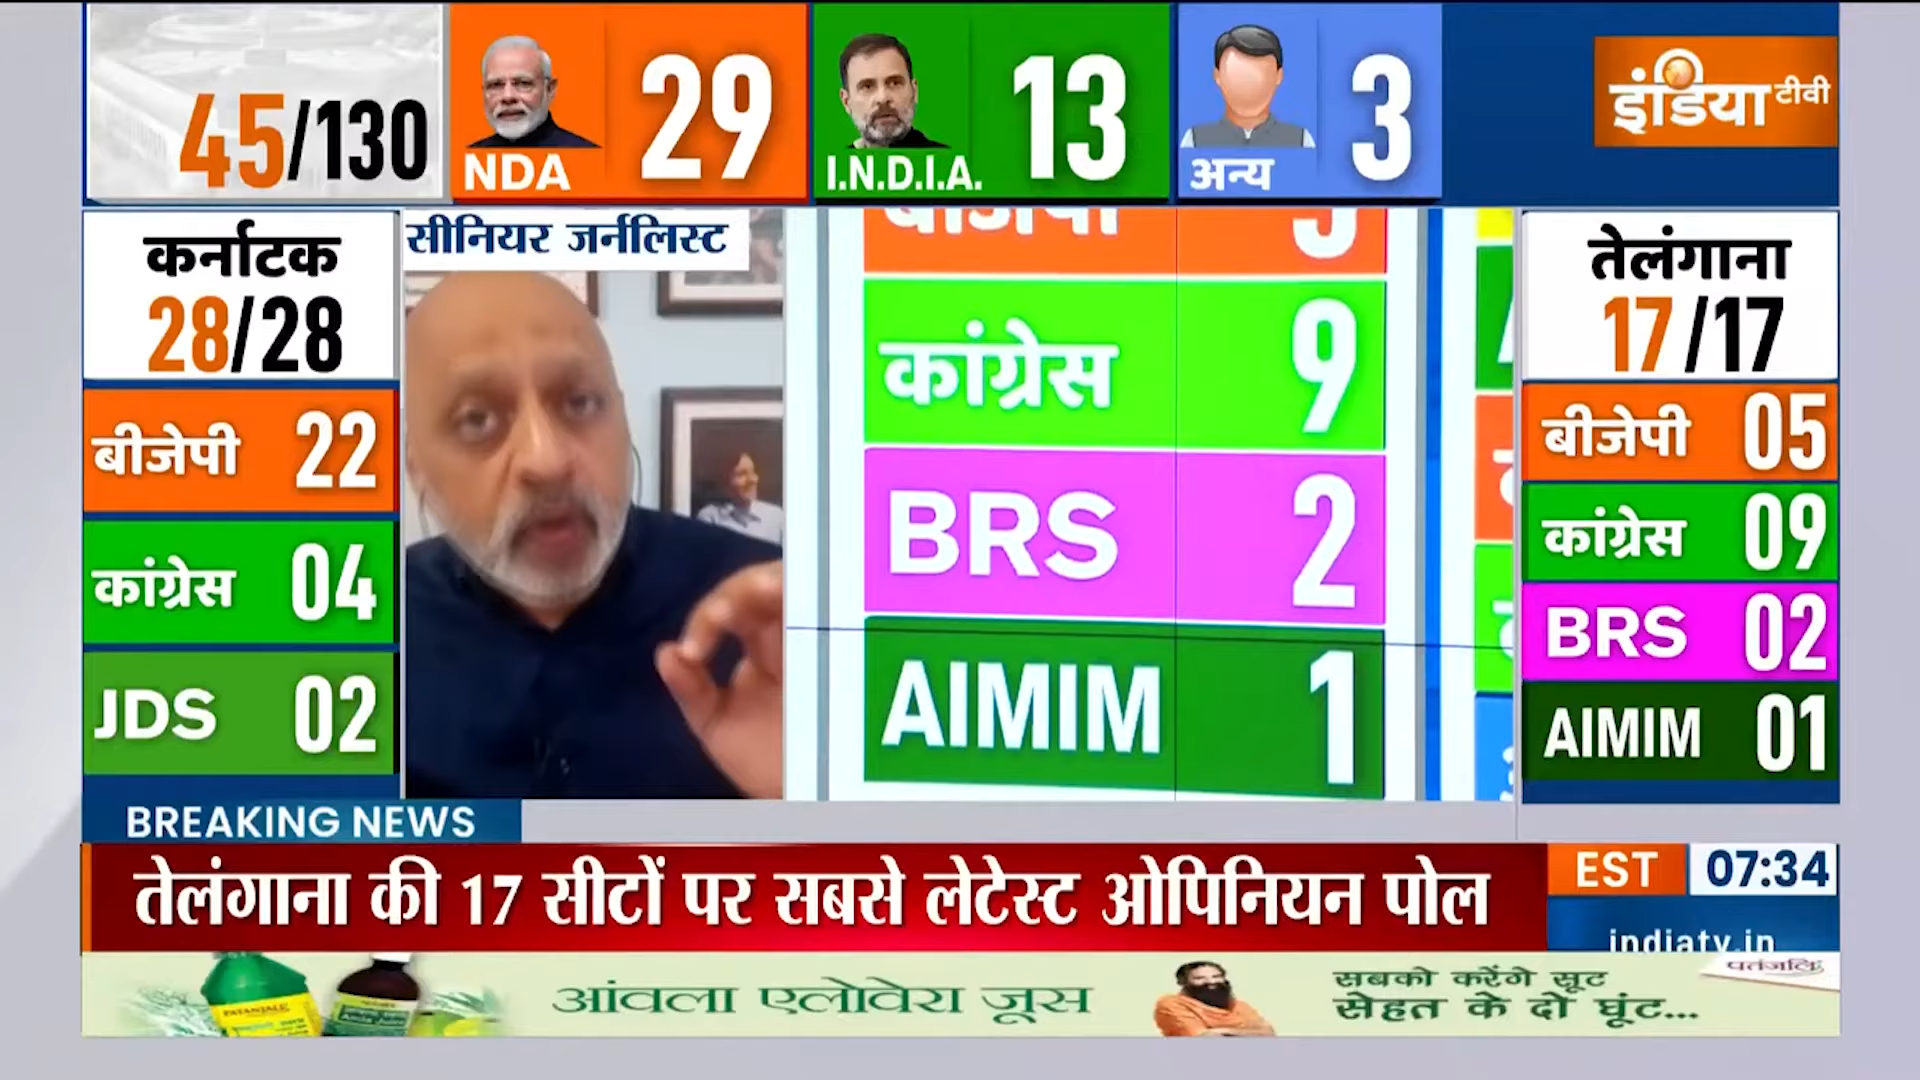 45/130
NDA
29
I.N.D.I.A.
13
अन्य
3
इंडिया टीवी
कर्नाटक
28/28
बीजेपी 22
कांग्रेस 04
JDS 02
सीनियर जर्नलिस्ट
बीजेपी 5
कांग्रेस 9
BRS 2
AIMIM 1
तेलंगाना
17/17
बीजेपी 05
कांग्रेस 09
BRS 02
AIMIM 01
BREAKING NEWS
तेलंगाना की 17 सीटों पर सबसे लेटेस्ट ओपिनियन पोल
EST 07:34
indiatv.in
PATANJALI
आंवला एलोवेरा जूस
सबको करेंगे सूट
सेहत के दो घूंट...
पतंजलि